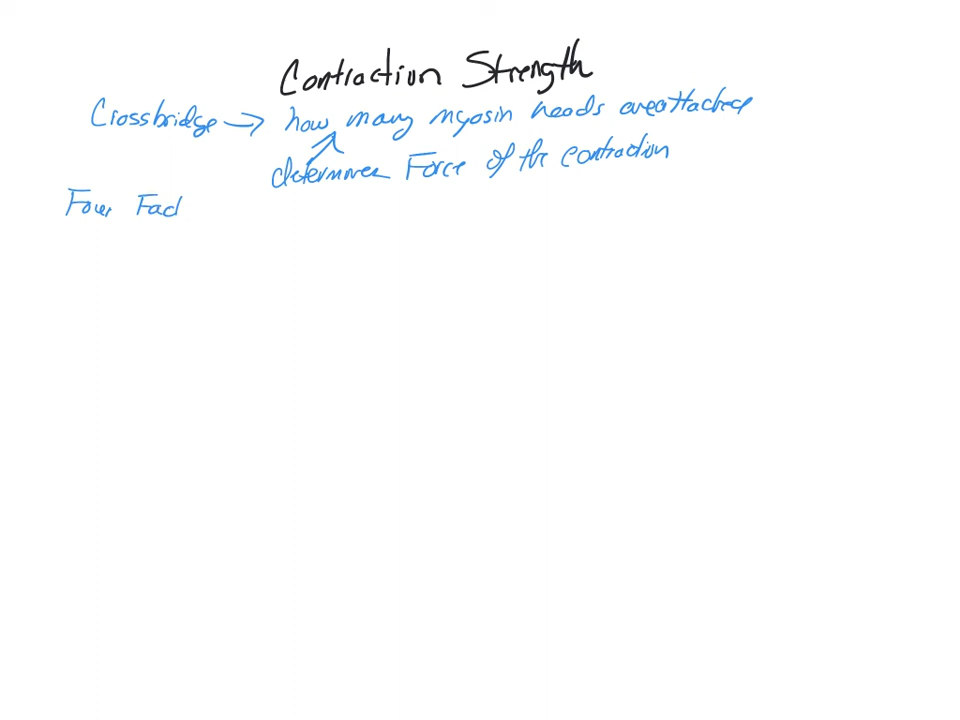 Contraction Strength
Crossbridge → how many myosin heads are attached
determines Force of the contraction
Four Fact